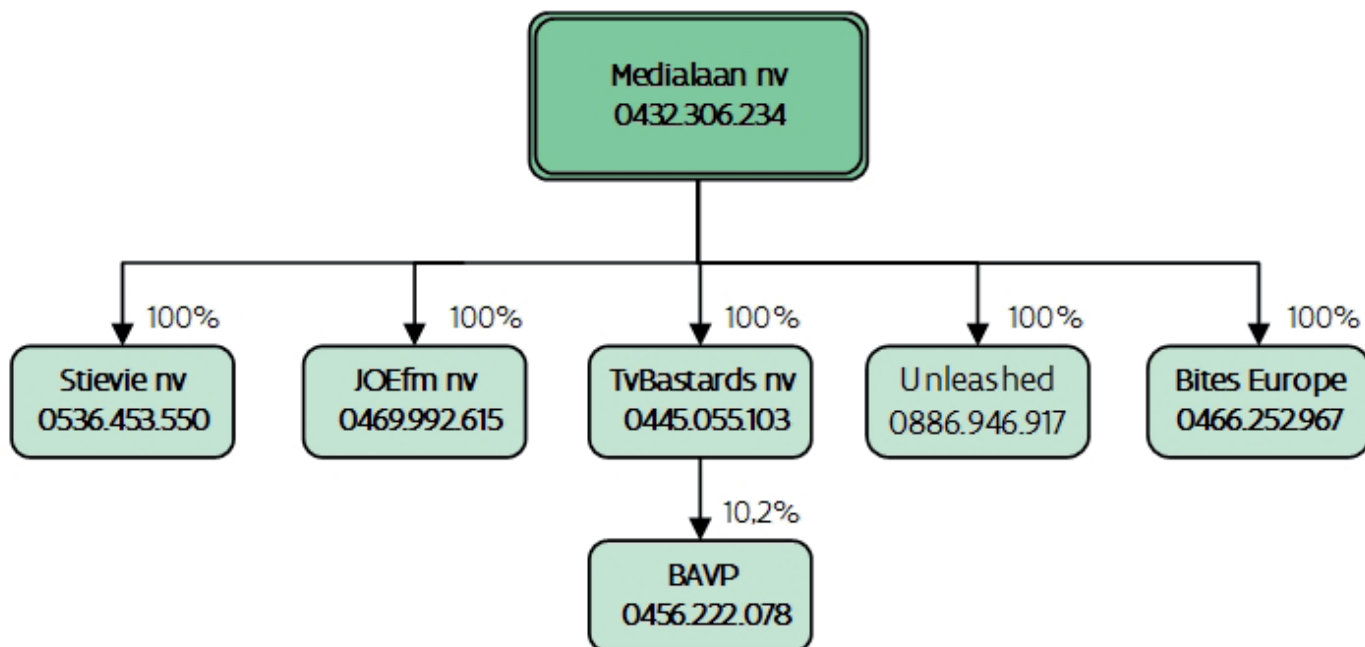 Medialaan nv
0432.306.234
100%
100%
100%
100%
100%
Stievie nv
0536.453.550
JOEfm nv
0469.992.615
TvBastards nv
0445.055.103
Unleashed
0886.946.917
Bites Europe
0466.252.967
10,2%
BAVP
0456.222.078